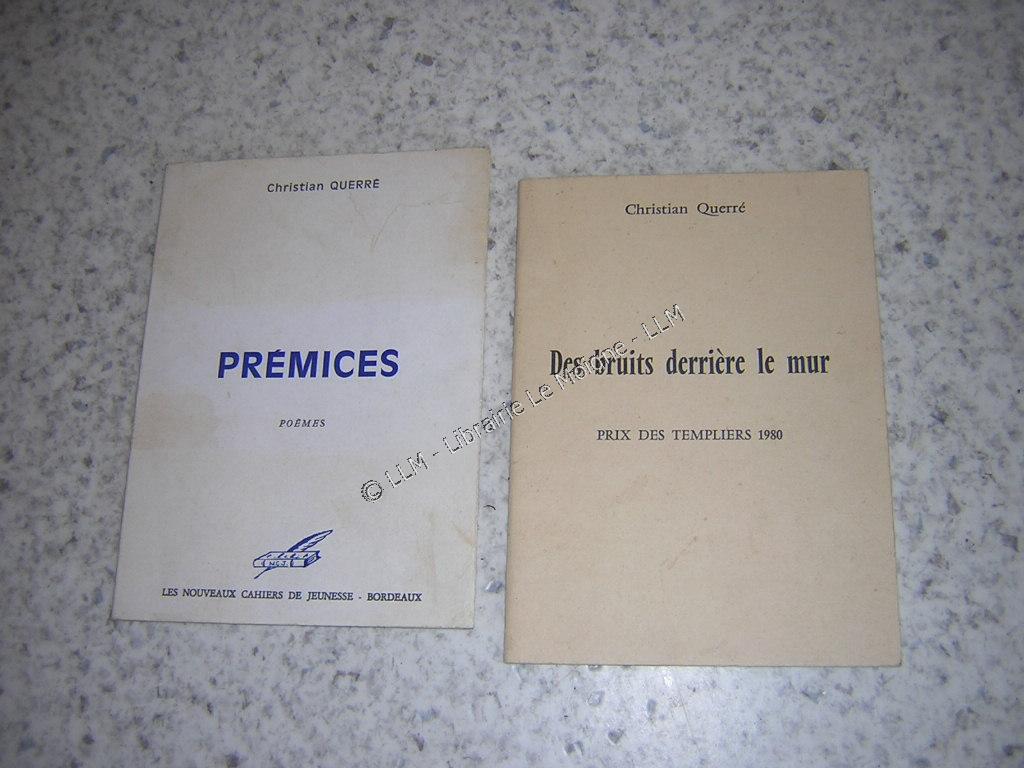 Christian QUERRÉ
PRÉMICES
POÈMES
N.C.J.
LES NOUVEAUX CAHIERS DE JEUNESSE - BORDEAUX
Christian Querré
Des bruits derrière le mur
PRIX DES TEMPLIERS 1980
© LLM - Librairie Le Moigne - LLM